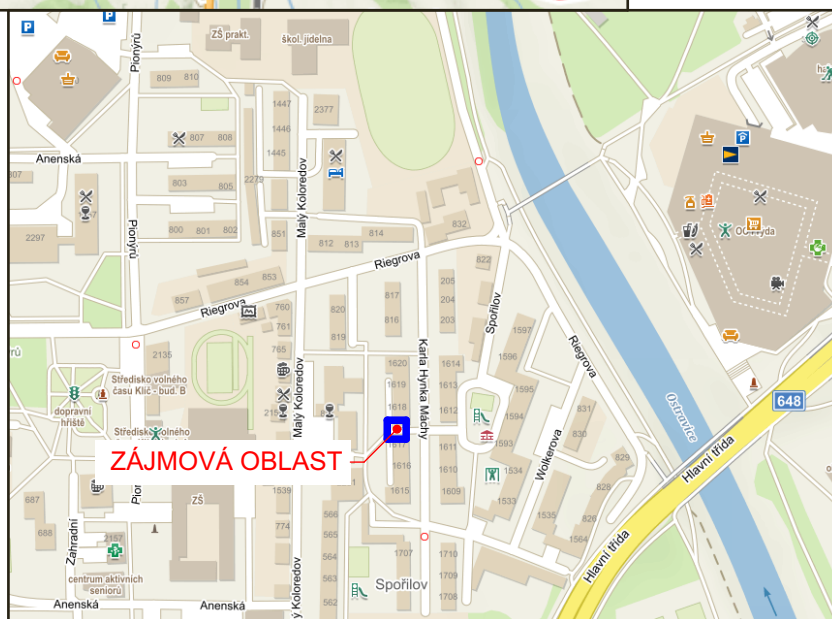 P
P
P
ZŠ prakt.
škol. jídelna
Pionýrů
809 810
1447
2377
1446
807 808
1445
Anenská
803
805
2279
Malý Koloredov
2297
Pionýrů
800 801 802
851
812 813
814
832
Riegrova
822
853
854
857
Riegrova
760
761
765
820
819
817
816
205
204
203
Spořilov
1597
1596
1595
1594
1593
2135
Středisko volného
času Klíč - bud. B
dopravní
hřiště
Středisko volného
1620
1619
1618
1617
1616
1615
1614
1613
1612
1611
1610
1609
Karla Hynka Máchy
Malý Koloredov
Riegrova
Ostravice
648
Hlavní třída
831
830
829
828
826
Wolkerova
1534
1533
1535
1564
ZÁJMOVÁ OBLAST
687
688
Zahradní
ZŠ
1539
774
566
565
564
563
562
2157
centrum aktivních
seniorů
Anenská
Anenská
1707
Spořilov
1710
1709
1708
Hlavní třída